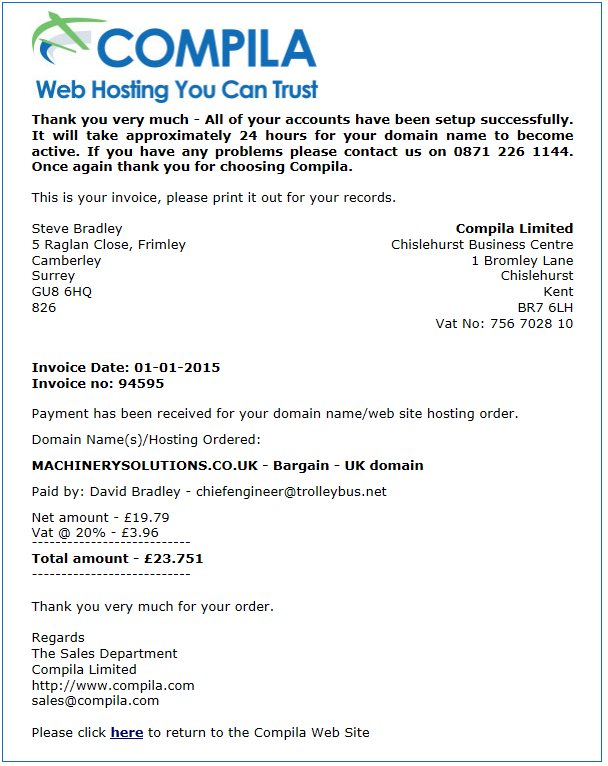 COMPILA
Web Hosting You Can Trust
Thank you very much - All of your accounts have been setup successfully.
It will take approximately 24 hours for your domain name to become
active. If you have any problems please contact us on 0871 226 1144.
Once again thank you for choosing Compila.
This is your invoice, please print it out for your records.
Steve Bradley
5 Raglan Close, Frimley
Camberley
Surrey
GU8 6HQ
826
Compila Limited
Chislehurst Business Centre
1 Bromley Lane
Chislehurst
Kent
BR7 6LH
Vat No: 756 7028 10
Invoice Date: 01-01-2015
Invoice no: 94595
Payment has been received for your domain name/web site hosting order.
Domain Name(s)/Hosting Ordered:
MACHINERYSOLUTIONS.CO.UK - Bargain - UK domain
Paid by: David Bradley - chiefengineer@trolleybus.net
Net amount - £19.79
Vat @ 20% - £3.96
---------------------------
Total amount - £23.751
---------------------------
Thank you very much for your order.
Regards
The Sales Department
Compila Limited
http://www.compila.com
sales@compila.com
Please click here to return to the Compila Web Site